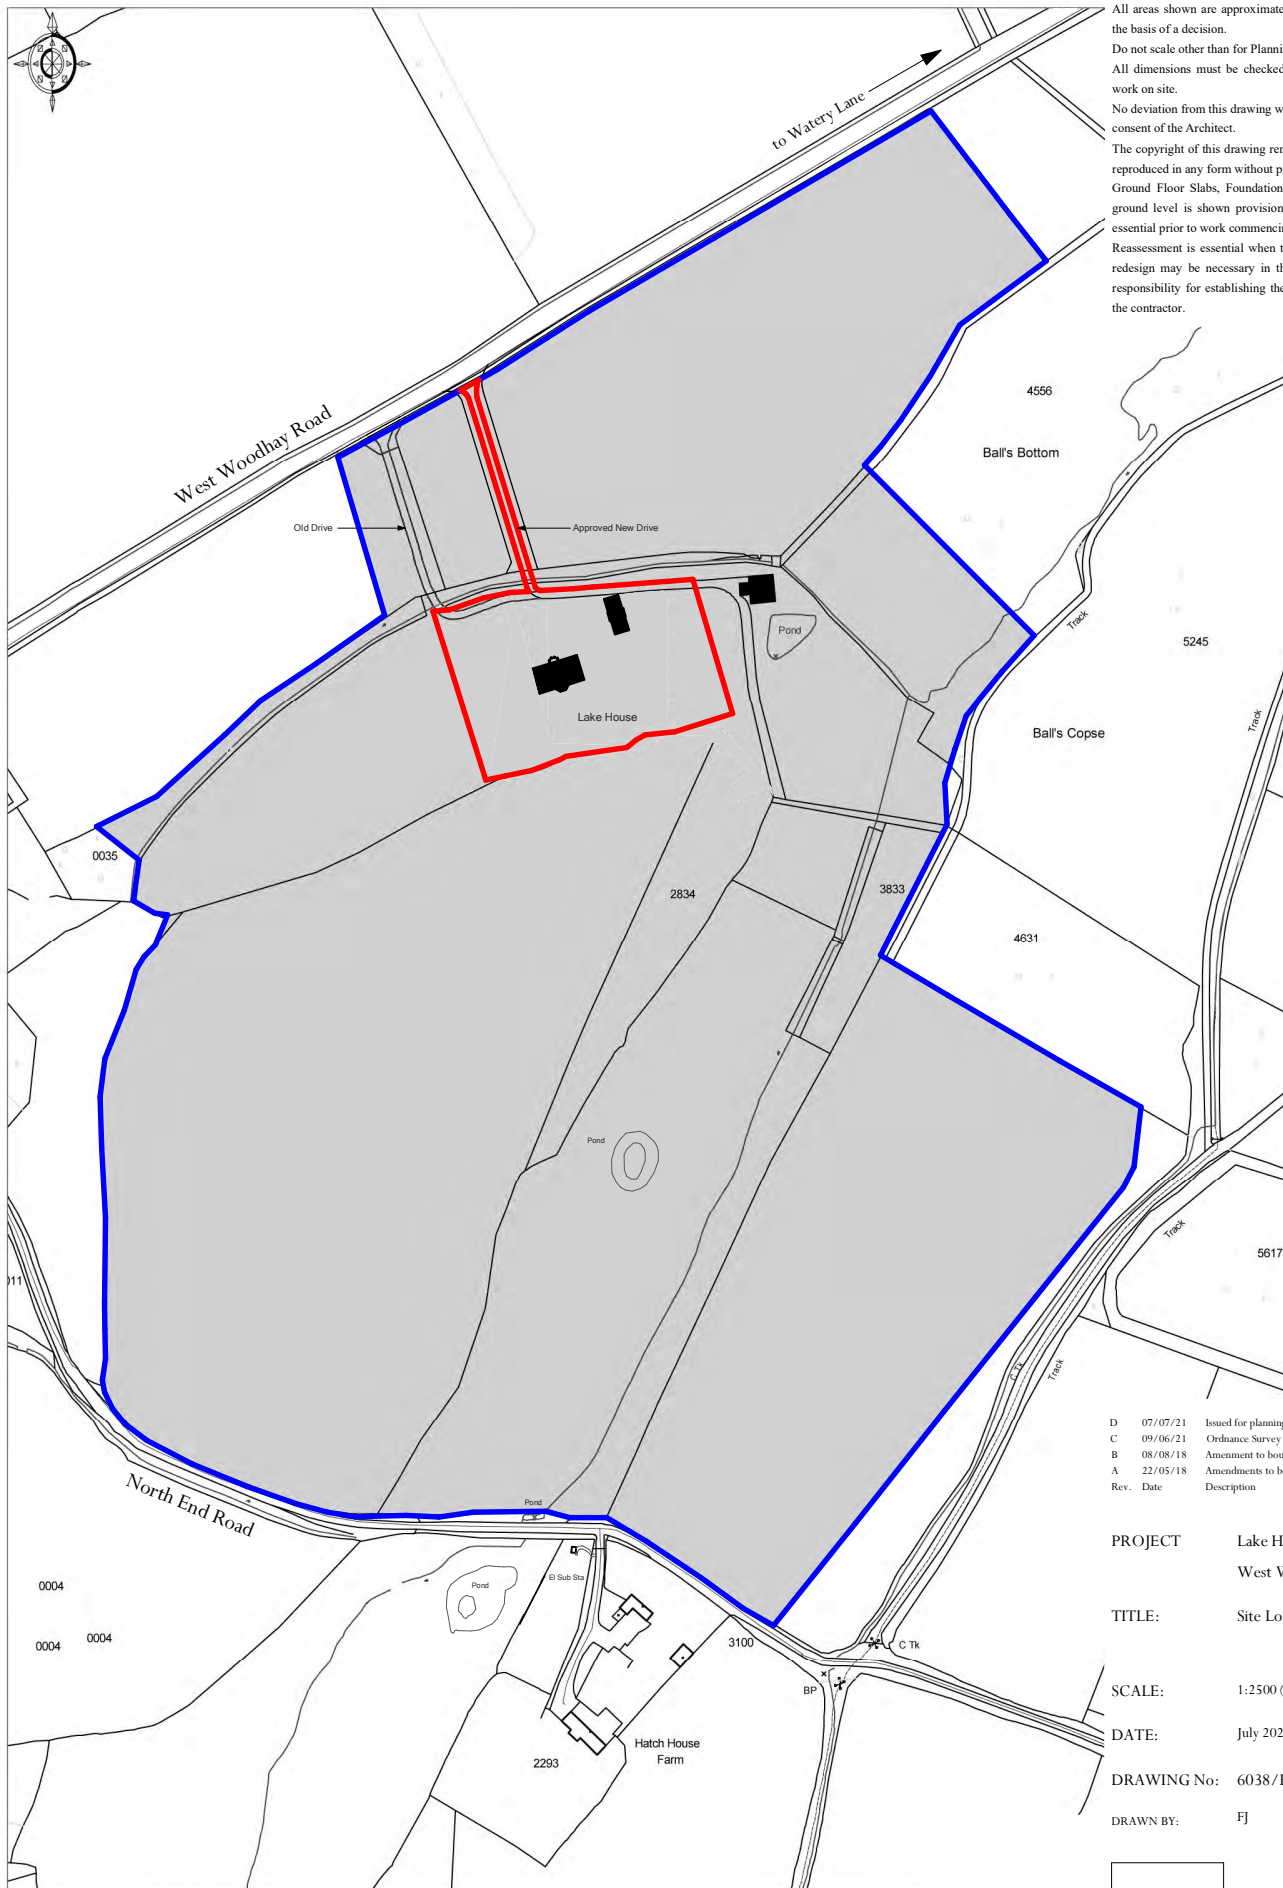 All areas shown are approximate
the basis of a decision.
Do not scale other than for Planni
All dimensions must be checked
work on site.
No deviation from this drawing w
consent of the Architect.
The copyright of this drawing rer
reproduced in any form without p
Ground Floor Slabs, Foundation
ground level is shown provision
essential prior to work commenci
Reassessment is essential when t
redesign may be necessary in th
responsibility for establishing the
the contractor.
to Watery Lane
West Woodhay Road
4556
Ball's Bottom
Old Drive
Approved New Drive
Track
Pond
5245
Lake House
Track
Ball's Copse
0035
2834
3833
4631
Pond
Track
5617
011
C Tk
Track
D 07/07/21 Issued for planning
C 09/06/21 Ordnance Survey
B 08/08/18 Amenment to bou
A 22/05/18 Amendments to b
Rev. Date Description
North End Road
Pond
PROJECT Lake H
West W
El Sub Sta
Pond
0004
0004
0004
TITLE: Site Lo
3100
C Tk
BP
SCALE: 1:2500 (
DATE: July 202
Hatch House
Farm
2293
DRAWING No: 6038/
DRAWN BY: FJ